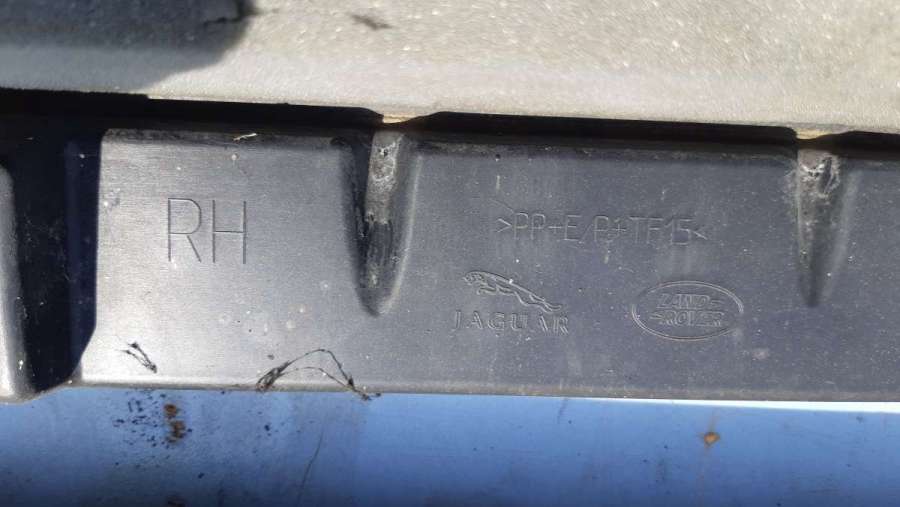 RH
>PP+E/P+TF15<
JAGUAR
LAND
ROVER